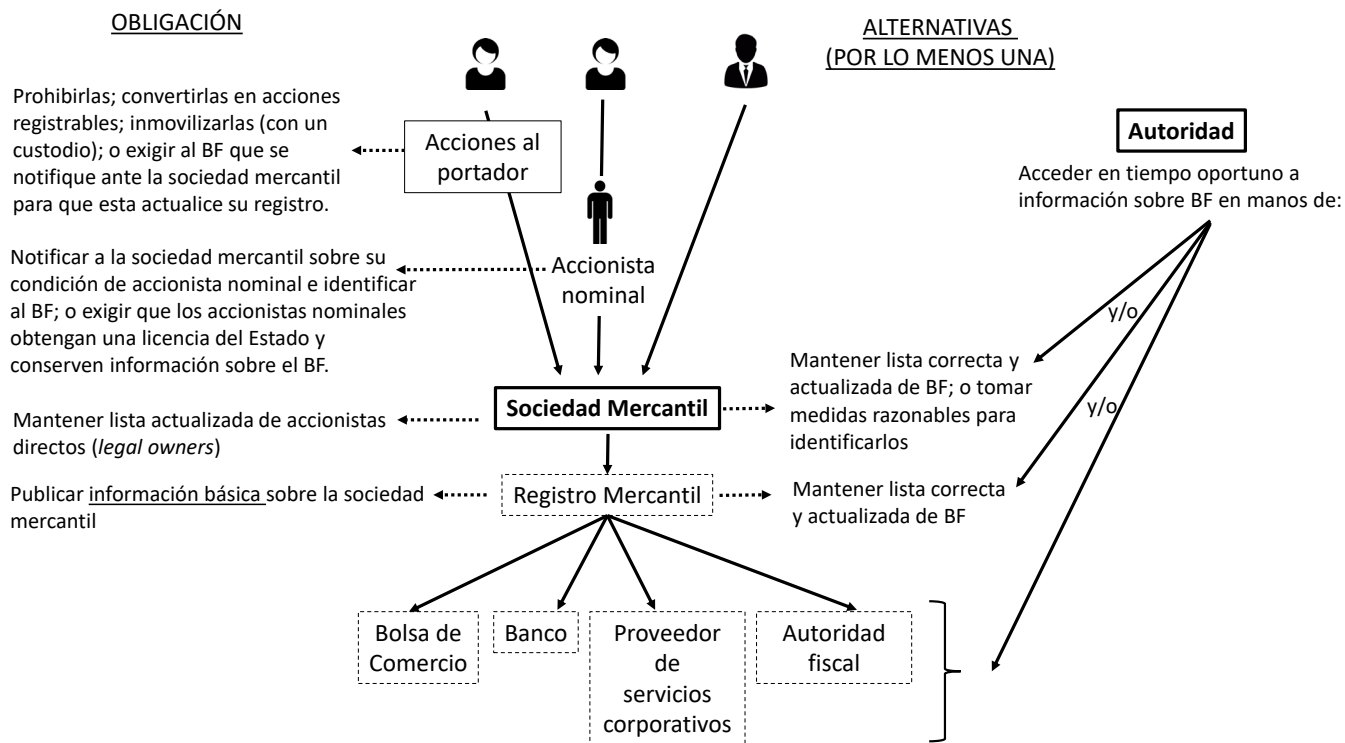 OBLIGACIÓN
ALTERNATIVAS
(POR LO MENOS UNA)
Prohibirlas; convertirlas en acciones
registrables; inmovilizarlas (con un
custodio); o exigir al BF que se
notifique ante la sociedad mercantil
para que esta actualice su registro.
Acciones al
portador
Autoridad
Acceder en tiempo oportuno a
información sobre BF en manos de:
Notificar a la sociedad mercantil sobre su
condición de accionista nominal e identificar
al BF; o exigir que los accionistas nominales
obtengan una licencia del Estado y
conserven información sobre el BF.
Accionista
nominal
y/o
y/o
Mantener lista actualizada de accionistas
directos (legal owners)
Sociedad Mercantil
Mantener lista correcta y
actualizada de BF; o tomar
medidas razonables para
identificarlos
Publicar información básica sobre la sociedad
mercantil
Registro Mercantil
Mantener lista correcta
y actualizada de BF
Bolsa de
Comercio
Banco
Proveedor
de
servicios
corporativos
Autoridad
fiscal